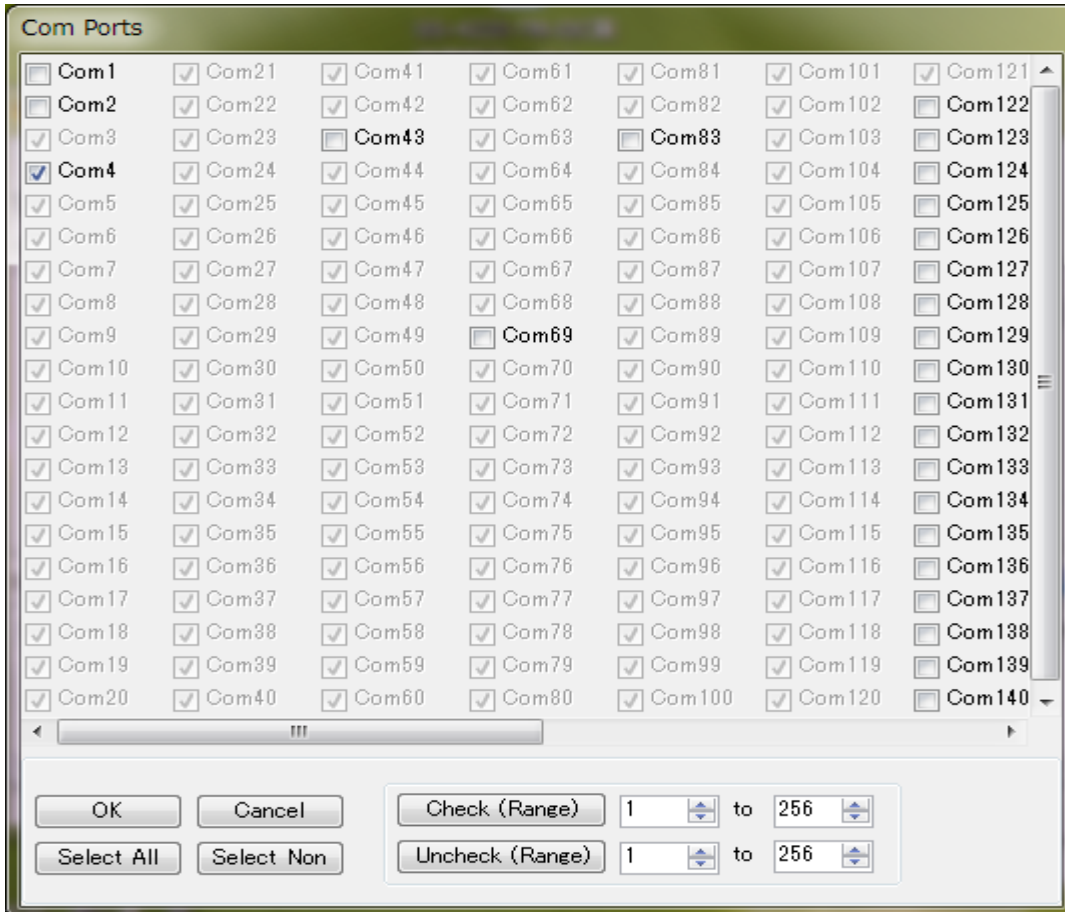 Com Ports
Com1 Com21 Com41 Com61 Com81 Com101 Com121
Com2 Com22 Com42 Com62 Com82 Com102 Com122
Com3 Com23 Com43 Com63 Com83 Com103 Com123
Com4 Com24 Com44 Com64 Com84 Com104 Com124
Com5 Com25 Com45 Com65 Com85 Com105 Com125
Com6 Com26 Com46 Com66 Com86 Com106 Com126
Com7 Com27 Com47 Com67 Com87 Com107 Com127
Com8 Com28 Com48 Com68 Com88 Com108 Com128
Com9 Com29 Com49 Com69 Com89 Com109 Com129
Com10 Com30 Com50 Com70 Com90 Com110 Com130
Com11 Com31 Com51 Com71 Com91 Com111 Com131
Com12 Com32 Com52 Com72 Com92 Com112 Com132
Com13 Com33 Com53 Com73 Com93 Com113 Com133
Com14 Com34 Com54 Com74 Com94 Com114 Com134
Com15 Com35 Com55 Com75 Com95 Com115 Com135
Com16 Com36 Com56 Com76 Com96 Com116 Com136
Com17 Com37 Com57 Com77 Com97 Com117 Com137
Com18 Com38 Com58 Com78 Com98 Com118 Com138
Com19 Com39 Com59 Com79 Com99 Com119 Com139
Com20 Com40 Com60 Com80 Com100 Com120 Com140
OK Cancel Check (Range) 1 to 256
Select All Select Non Uncheck (Range) 1 to 256